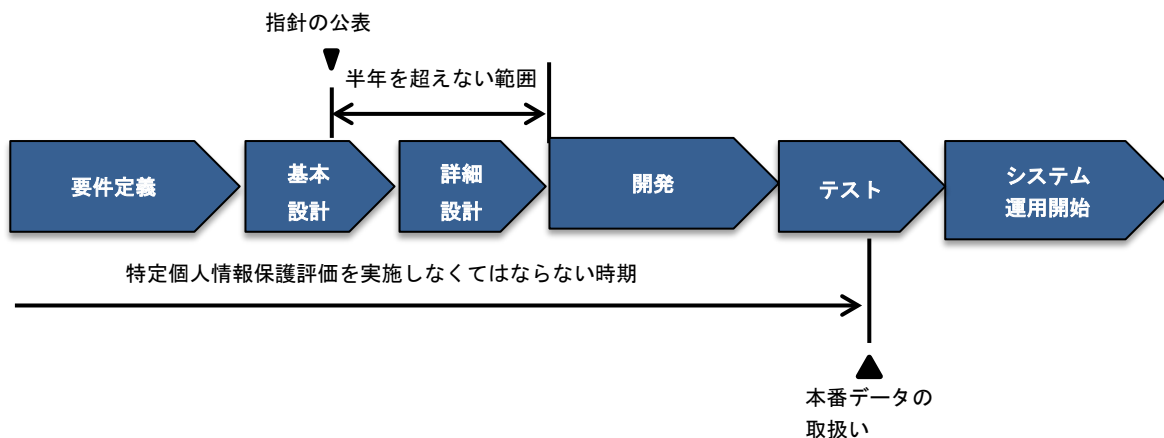 指針の公表
半年を超えない範囲
要件定義
基本
設計
詳細
設計
開発
テスト
システム
運用開始
特定個人情報保護評価を実施しなくてはならない時期
本番データの
取扱い